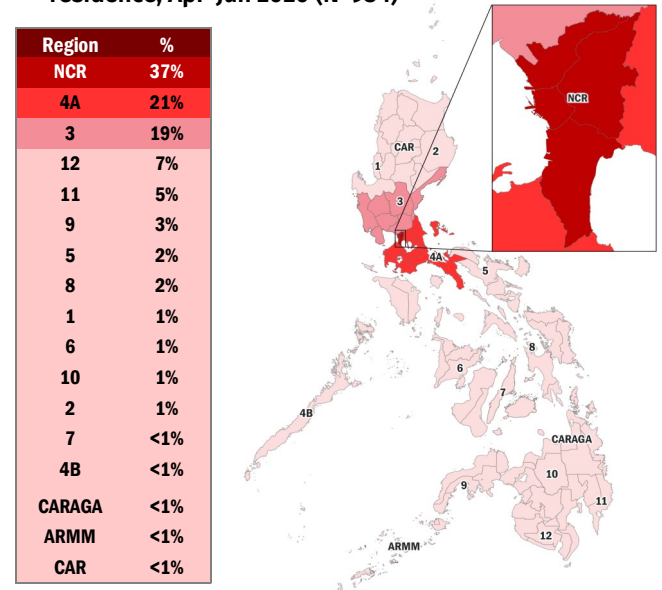 Region %
NCR 37%
4A 21%
3 19%
12 7%
11 5%
9 3%
5 2%
8 2%
1 1%
6 1%
10 1%
2 1%
7 <1%
4B <1%
CARAGA <1%
ARMM <1%
CAR <1%
NCR
CAR
2
1
3
4A
5
8
6
7
4B
CARAGA
10
9
11
12
ARMM